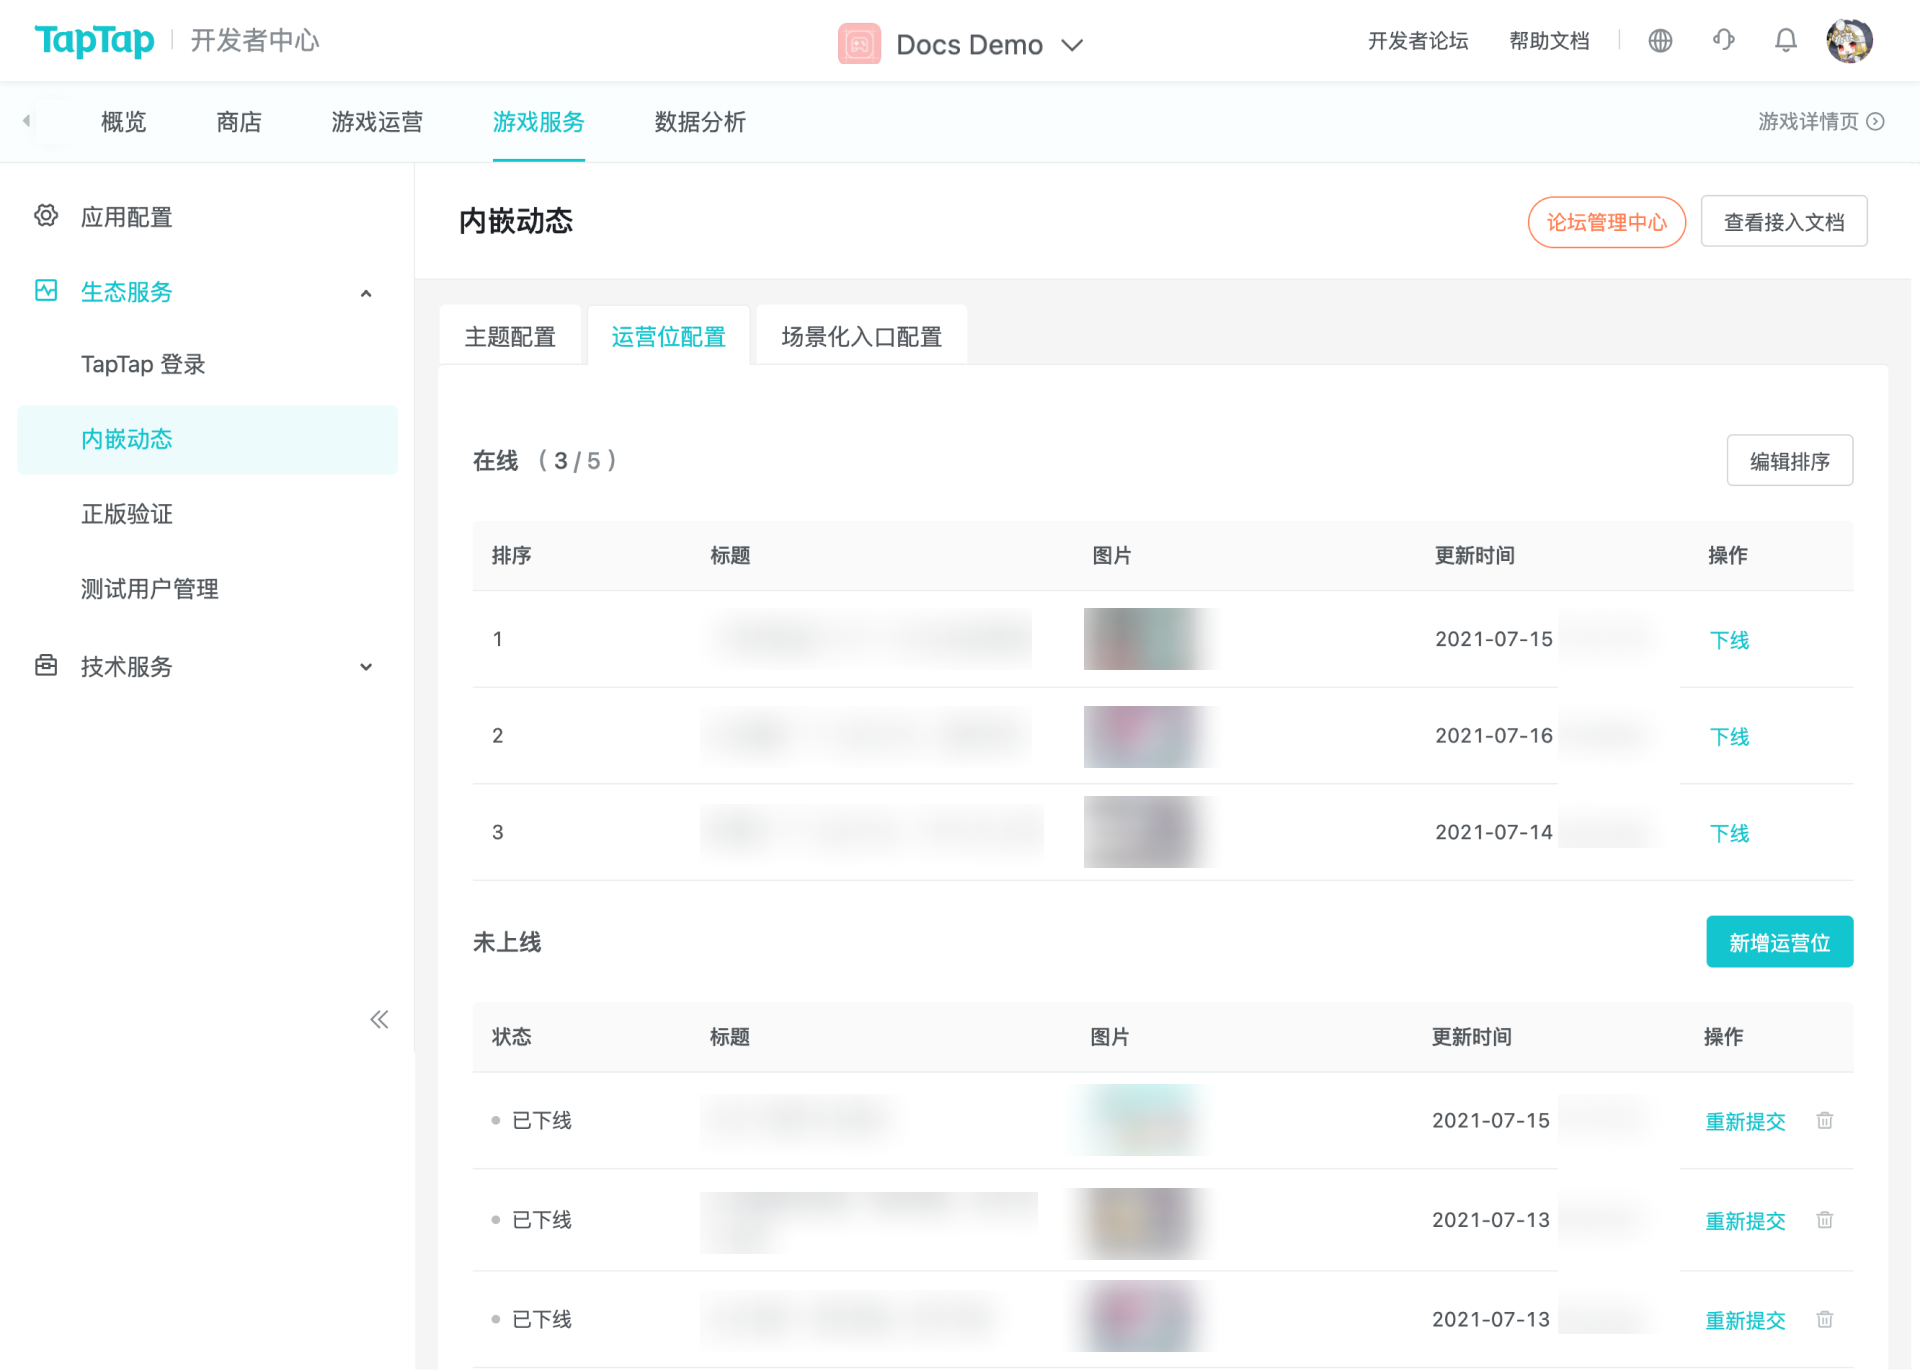 TapTap 开发者中心 Docs Demo 开发者论坛 帮助文档
概览 商店 游戏运营 游戏服务 数据分析 游戏详情页
应用配置
生态服务
TapTap 登录
内嵌动态
正版验证
测试用户管理
技术服务
内嵌动态 论坛管理中心 查看接入文档
主题配置 运营位配置 场景化入口配置
在线 ( 3 / 5 ) 编辑排序
排序 标题 图片 更新时间 操作
1 2021-07-15 下线
2 2021-07-16 下线
3 2021-07-14 下线
未上线 新增运营位
状态 标题 图片 更新时间 操作
已下线 2021-07-15 重新提交
已下线 2021-07-13 重新提交
已下线 2021-07-13 重新提交